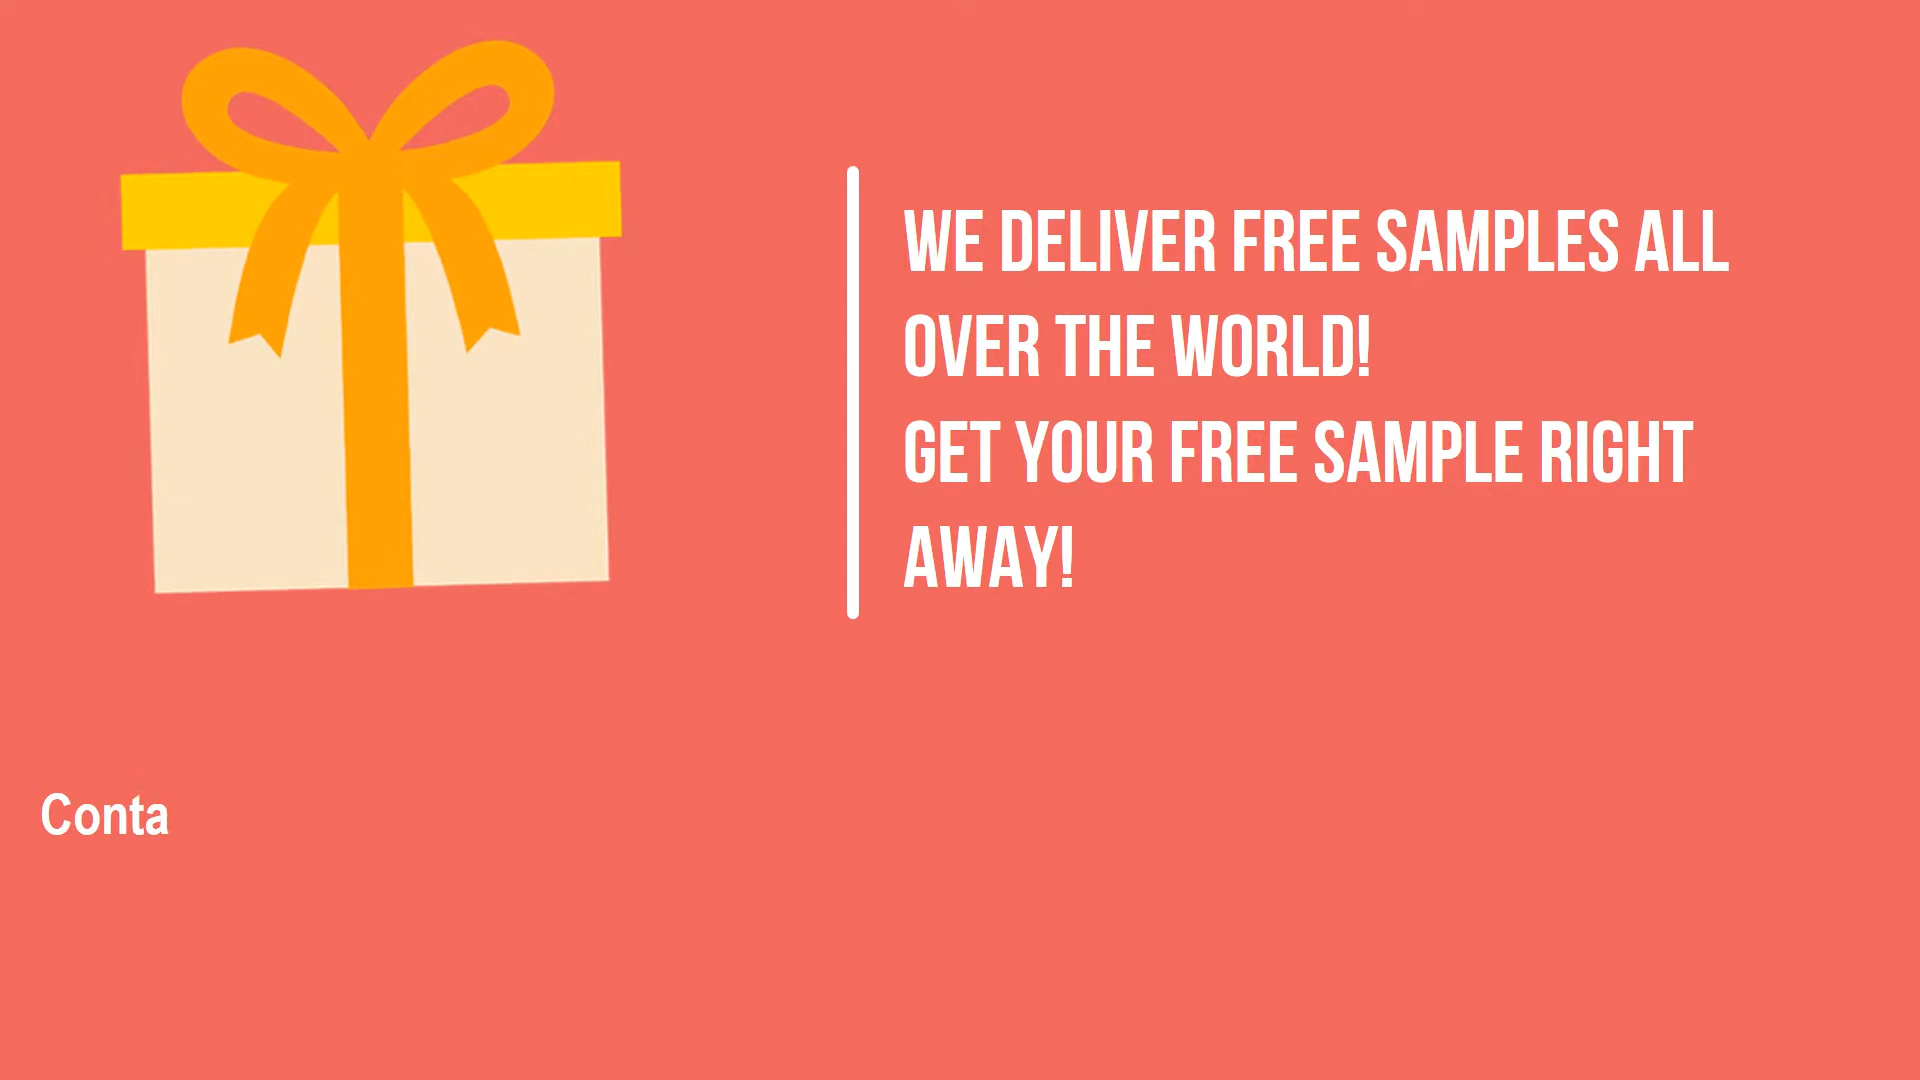 WE DELIVER FREE SAMPLES ALL
OVER THE WORLD!
GET YOUR FREE SAMPLE RIGHT
AWAY!
Conta